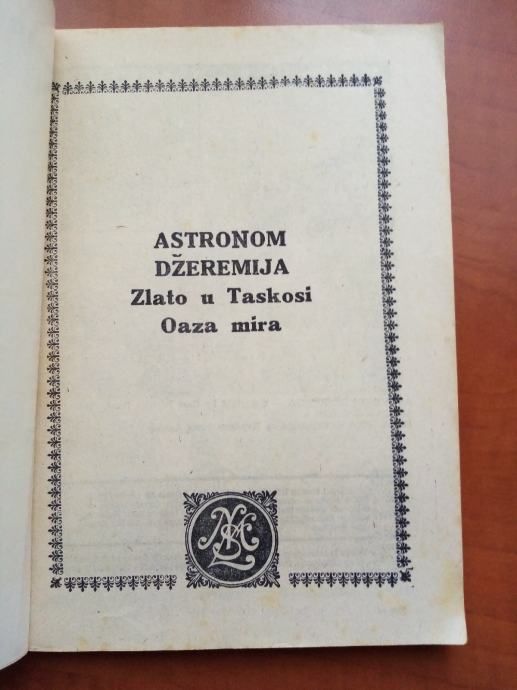 ASTRONOM
DŽEREMIJA
Zlato u Taskosi
Oaza mira